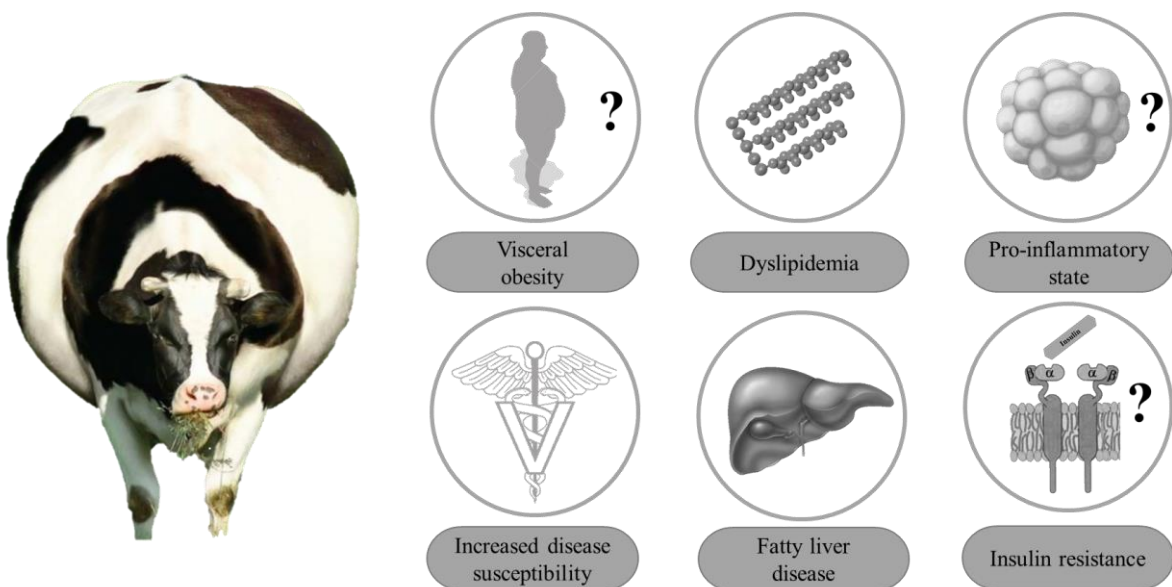 ?
?
Visceral
obesity
Dyslipidemia
Pro-inflammatory
state
Insulin
β α α β
?
V
Increased disease
susceptibility
Fatty liver
disease
Insulin resistance